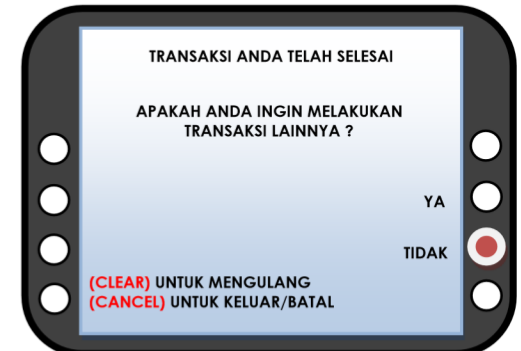 TRANSAKSI ANDA TELAH SELESAI
APAKAH ANDA INGIN MELAKUKAN
TRANSAKSI LAINNYA ?
YA
TIDAK
(CLEAR) UNTUK MENGULANG
(CANCEL) UNTUK KELUAR/BATAL